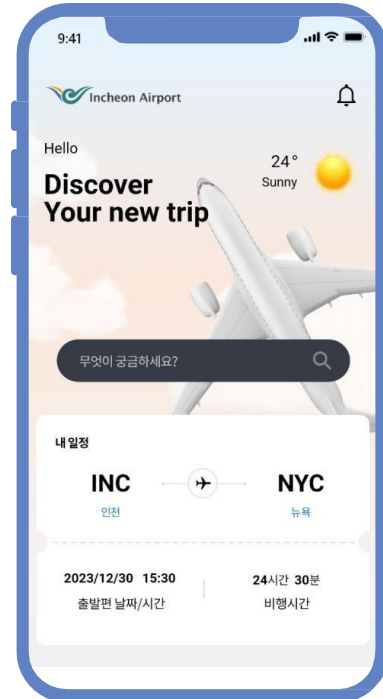 9:41
Incheon Airport
Hello
24°
Sunny
Discover
Your new trip
무엇이 궁금하세요?
내 일정
INC
NYC
인천
뉴욕
2023/12/30 15:30
24시간 30분
출발편 날짜/시간
비행시간